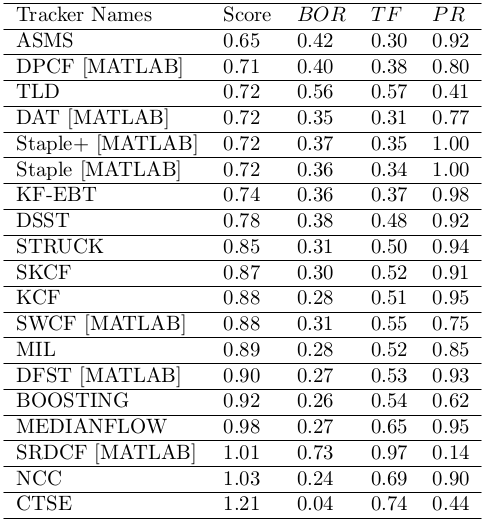 Tracker Names Score BOR TF PR
ASMS 0.65 0.42 0.30 0.92
DPCF [MATLAB] 0.71 0.40 0.38 0.80
TLD 0.72 0.56 0.57 0.41
DAT [MATLAB] 0.72 0.35 0.31 0.77
Staple+ [MATLAB] 0.72 0.37 0.35 1.00
Staple [MATLAB] 0.72 0.36 0.34 1.00
KF-EBT 0.74 0.36 0.37 0.98
DSST 0.78 0.38 0.48 0.92
STRUCK 0.85 0.31 0.50 0.94
SKCF 0.87 0.30 0.52 0.91
KCF 0.88 0.28 0.51 0.95
SWCF [MATLAB] 0.88 0.31 0.55 0.75
MIL 0.89 0.28 0.52 0.85
DFST [MATLAB] 0.90 0.27 0.53 0.93
BOOSTING 0.92 0.26 0.54 0.62
MEDIANFLOW 0.98 0.27 0.65 0.95
SRDCF [MATLAB] 1.01 0.73 0.97 0.14
NCC 1.03 0.24 0.69 0.90
CTSE 1.21 0.04 0.74 0.44